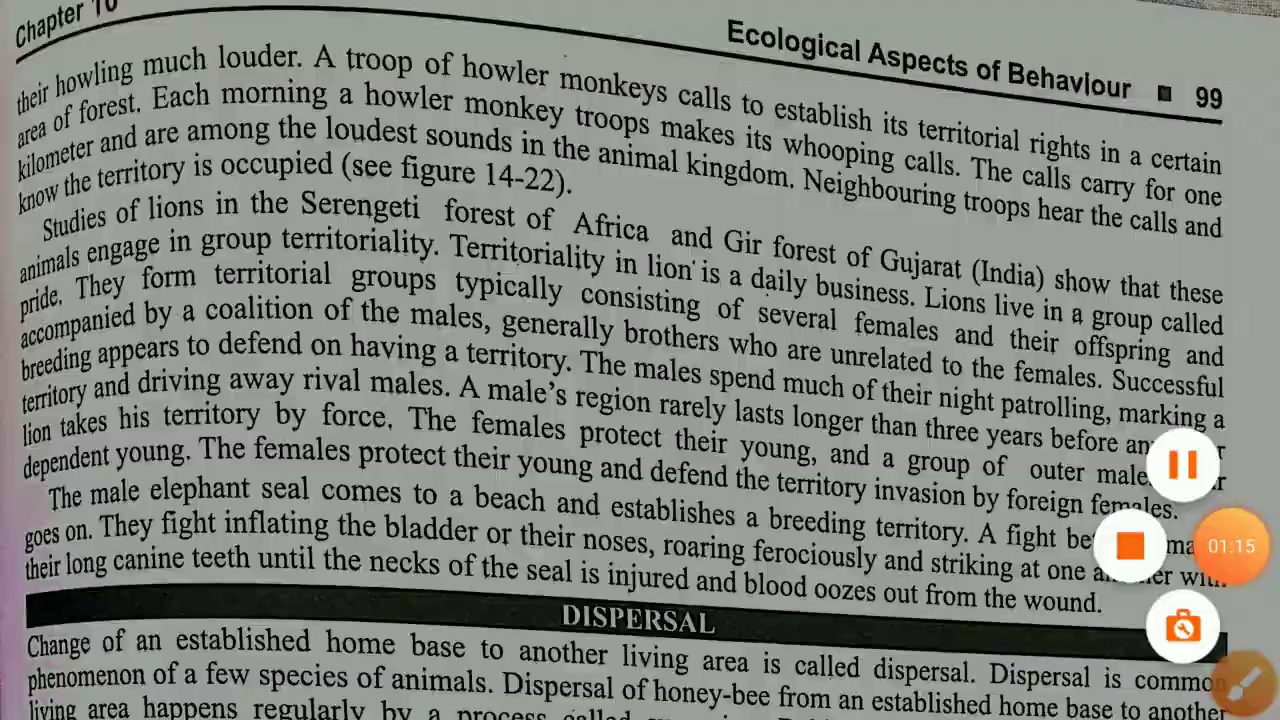 Chapter 10
Ecological Aspects of Behaviour ■ 99
their howling much louder. A troop of howler monkeys calls to establish its territorial rights in a certain
area of forest. Each morning a howler monkey troops makes its whooping calls. The calls carry for one
kilometer and are among the loudest sounds in the animal kingdom. Neighbouring troops hear the calls and
know the territory is occupied (see figure 14-22).
Studies of lions in the Serengeti forest of Africa and Gir forest of Gujarat (India) show that these
animals engage in group territoriality. Territoriality in lion is a daily business. Lions live in a group called
pride. They form territorial groups typically consisting of several females and their offspring and
accompanied by a coalition of the males, generally brothers who are unrelated to the females. Successful
breeding appears to defend on having a territory. The males spend much of their night patrolling, marking a
territory and driving away rival males. A male's region rarely lasts longer than three years before
lion takes his territory by force. The females protect their young, and a group of outer
dependent young. The females protect their young and defend the territory invasion by foreign females.
The male elephant seal comes to a beach and establishes a breeding territory. A fight
goes on. They fight inflating the bladder or their noses, roaring ferociously and striking at one
their long canine teeth until the necks of the seal is injured and blood oozes out from the wound.
DISPERSAL
Change of an established home base to another living area is called dispersal. Dispersal is common
phenomenon of a few species of animals. Dispersal of honey-bee from an established home base to another
living area happens regularly by a process called
01:15